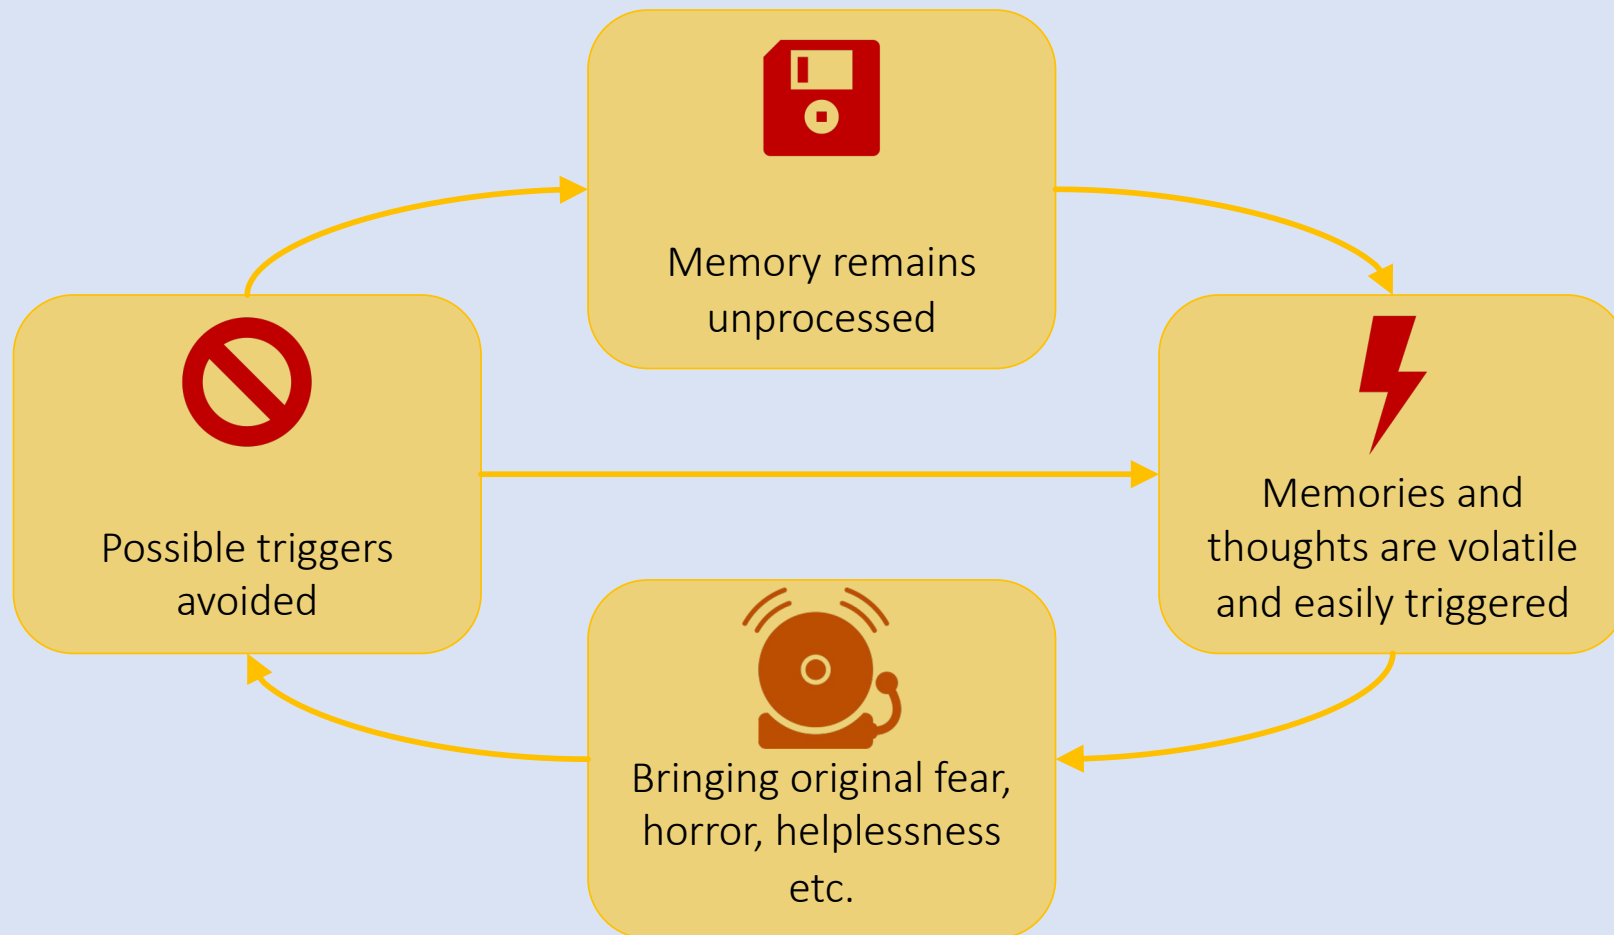 Memory remains
unprocessed
Possible triggers
avoided
Memories and
thoughts are volatile
and easily triggered
Bringing original fear,
horror, helplessness
etc.